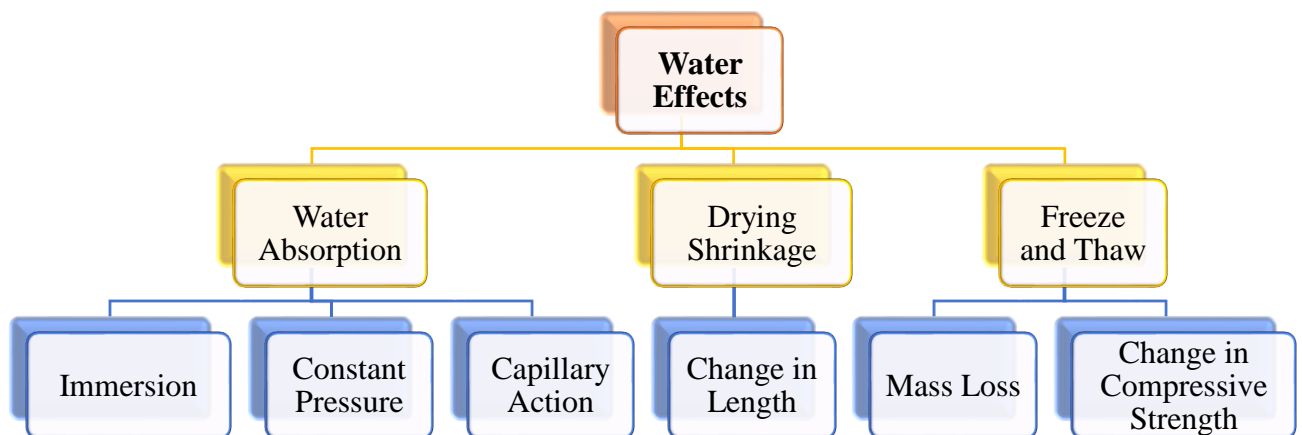 Water
Effects
Water
Absorption
Drying
Shrinkage
Freeze
and Thaw
Immersion
Constant
Pressure
Capillary
Action
Change in
Length
Mass Loss
Change in
Compressive
Strength